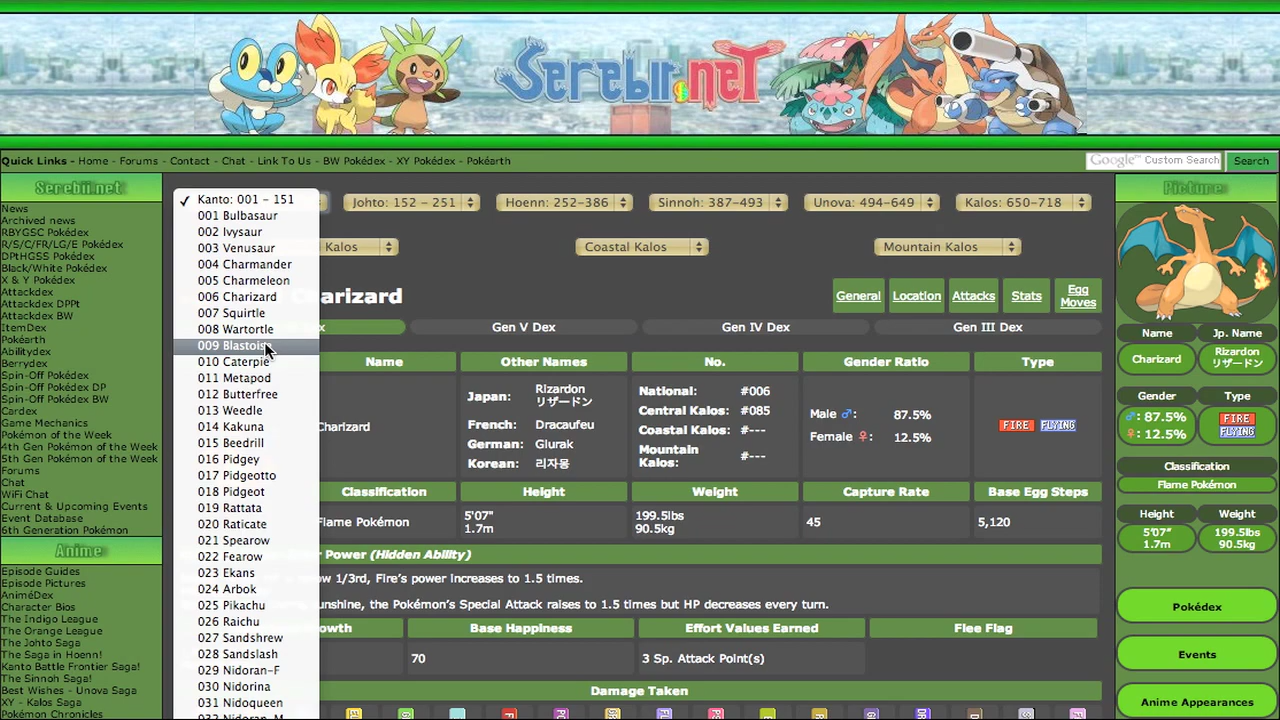 Serebii.net
Quick Links - Home - Forums - Contact - Chat - Link To Us - BW Pokédex - XY Pokédex - Pokéarth
Google™ Custom Search
Search
Serebii.net
News
Archived news
RBYGSC Pokédex
R/S/C/FR/LG/E Pokédex
DPtHGSS Pokédex
Black/White Pokédex
X & Y Pokédex
Attackdex
Attackdex DPPt
Attackdex BW
ItemDex
Pokéarth
Abilitydex
Berrydex
Spin-Off Pokédex
Spin-Off Pokédex DP
Spin-Off Pokédex BW
Cardex
Game Mechanics
Pokémon of the Week
4th Gen Pokémon of the Week
5th Gen Pokémon of the Week
Forums
Chat
WiFi Chat
Current & Upcoming Events
Event Database
6th Generation Pokémon
Anime
Episode Guides
Episode Pictures
AniméDex
Character Bios
The Indigo League
The Orange League
The Johto Saga
The Saga in Hoenn!
Kanto Battle Frontier Saga!
The Sinnoh Saga!
Best Wishes - Unova Saga
XY - Kalos Saga
Pokémon Chronicles
✓ Kanto: 001 - 151
001 Bulbasaur
002 Ivysaur
003 Venusaur
004 Charmander
005 Charmeleon
006 Charizard
007 Squirtle
008 Wartortle
009 Blastoise
010 Caterpie
011 Metapod
012 Butterfree
013 Weedle
014 Kakuna
015 Beedrill
016 Pidgey
017 Pidgeotto
018 Pidgeot
019 Rattata
020 Raticate
021 Spearow
022 Fearow
023 Ekans
024 Arbok
025 Pikachu
026 Raichu
027 Sandshrew
028 Sandslash
029 Nidoran-F
030 Nidorina
031 Nidoqueen
032 Nidoran-M
Johto: 152 - 251
Hoenn: 252-386
Sinnoh: 387-493
Unova: 494-649
Kalos: 650-718
Kalos
Coastal Kalos
Mountain Kalos
Charizard
General
Location
Attacks
Stats
Egg
Moves
Gen V Dex
Gen IV Dex
Gen III Dex
Name
Other Names
No.
Gender Ratio
Type
Charizard
Japan:
Rizardon
リザードン
French: Dracaufeu
German: Glurak
Korean: 리자몽
National: #006
Central Kalos: #085
Coastal Kalos: #---
Mountain
Kalos: #---
Male ♂: 87.5%
Female ♀: 12.5%
FIRE FLYING
Classification
Height
Weight
Capture Rate
Base Egg Steps
Flame Pokémon
5'07"
1.7m
199.5lbs
90.5kg
45
5,120
Power (Hidden Ability)
1/3rd, Fire's power increases to 1.5 times.
sunshine, the Pokémon's Special Attack raises to 1.5 times but HP decreases every turn.
Base Happiness
Effort Values Earned
Flee Flag
70
3 Sp. Attack Point(s)
Damage Taken
Picture
Name
Jp. Name
Charizard
Rizardon
リザードン
Gender
Type
♂: 87.5%
♀: 12.5%
FIRE
FLYING
Classification
Flame Pokémon
Height
Weight
5'07"
1.7m
199.5lbs
90.5kg
Pokédex
Events
Anime Appearances